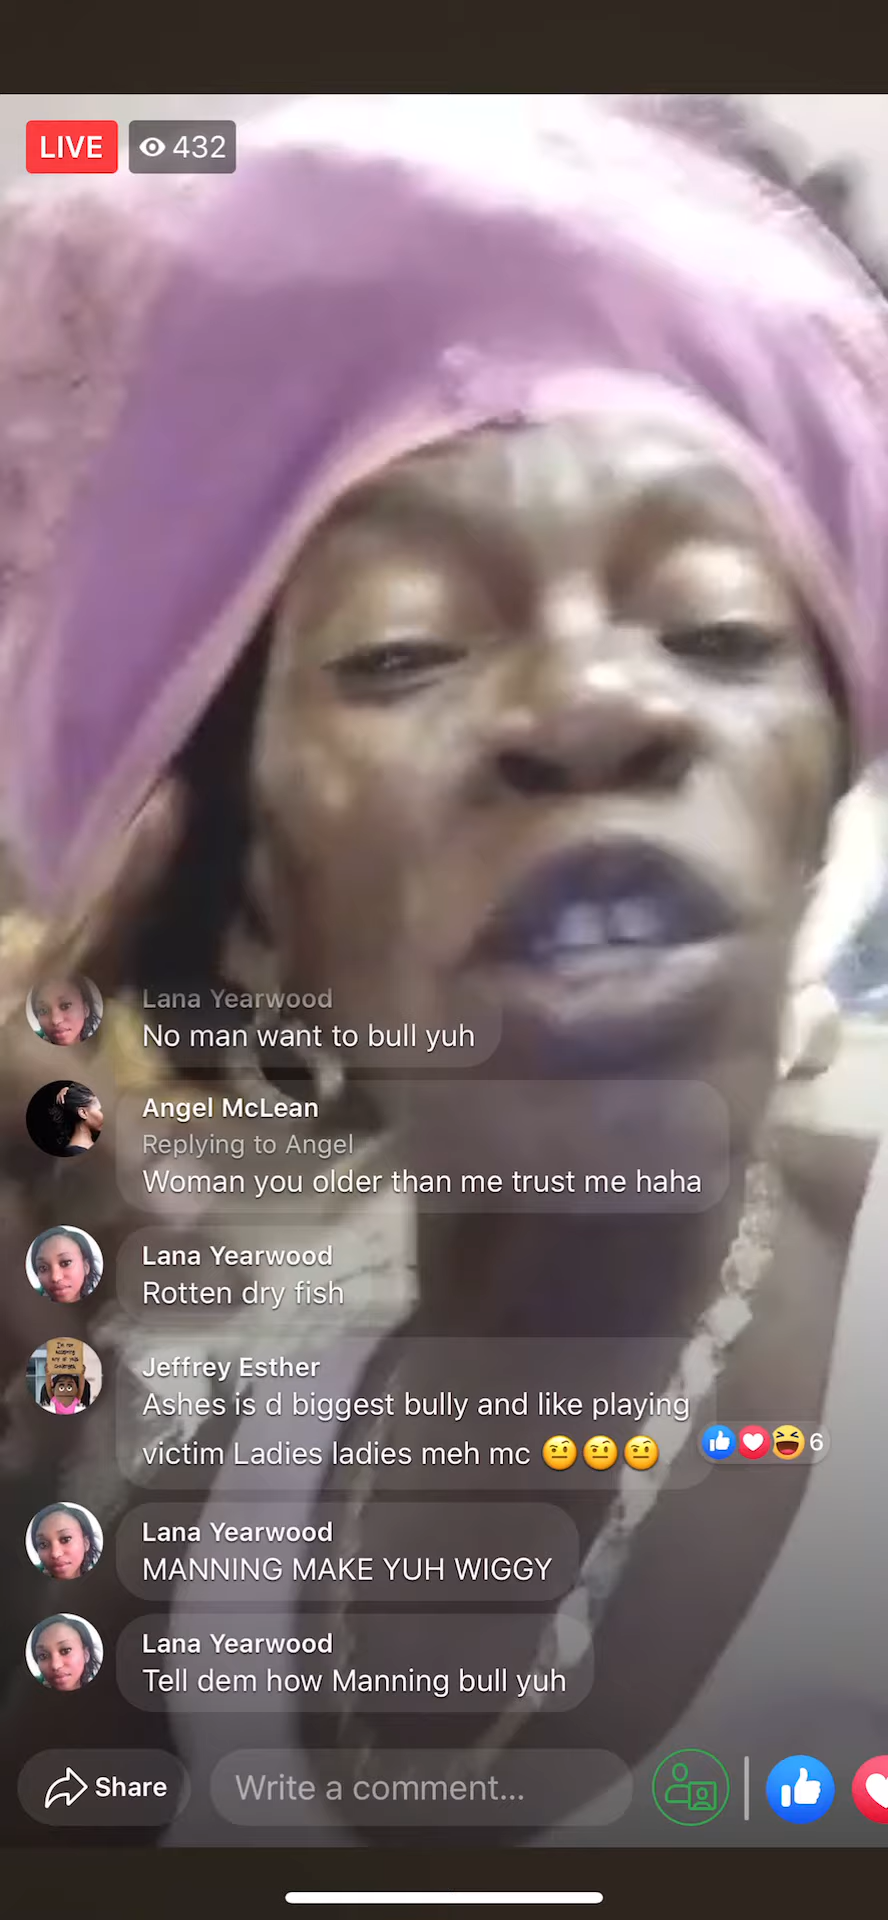 LIVE 432
Lana Yearwood
No man want to bull yuh
Angel McLean
Replying to Angel
Woman you older than me trust me haha
Lana Yearwood
Rotten dry fish
Jeffrey Esther
Ashes is d biggest bully and like playing
victim Ladies ladies meh mc 🤨🤨🤨
6
Lana Yearwood
MANNING MAKE YUH WIGGY
Lana Yearwood
Tell dem how Manning bull yuh
Share
Write a comment...